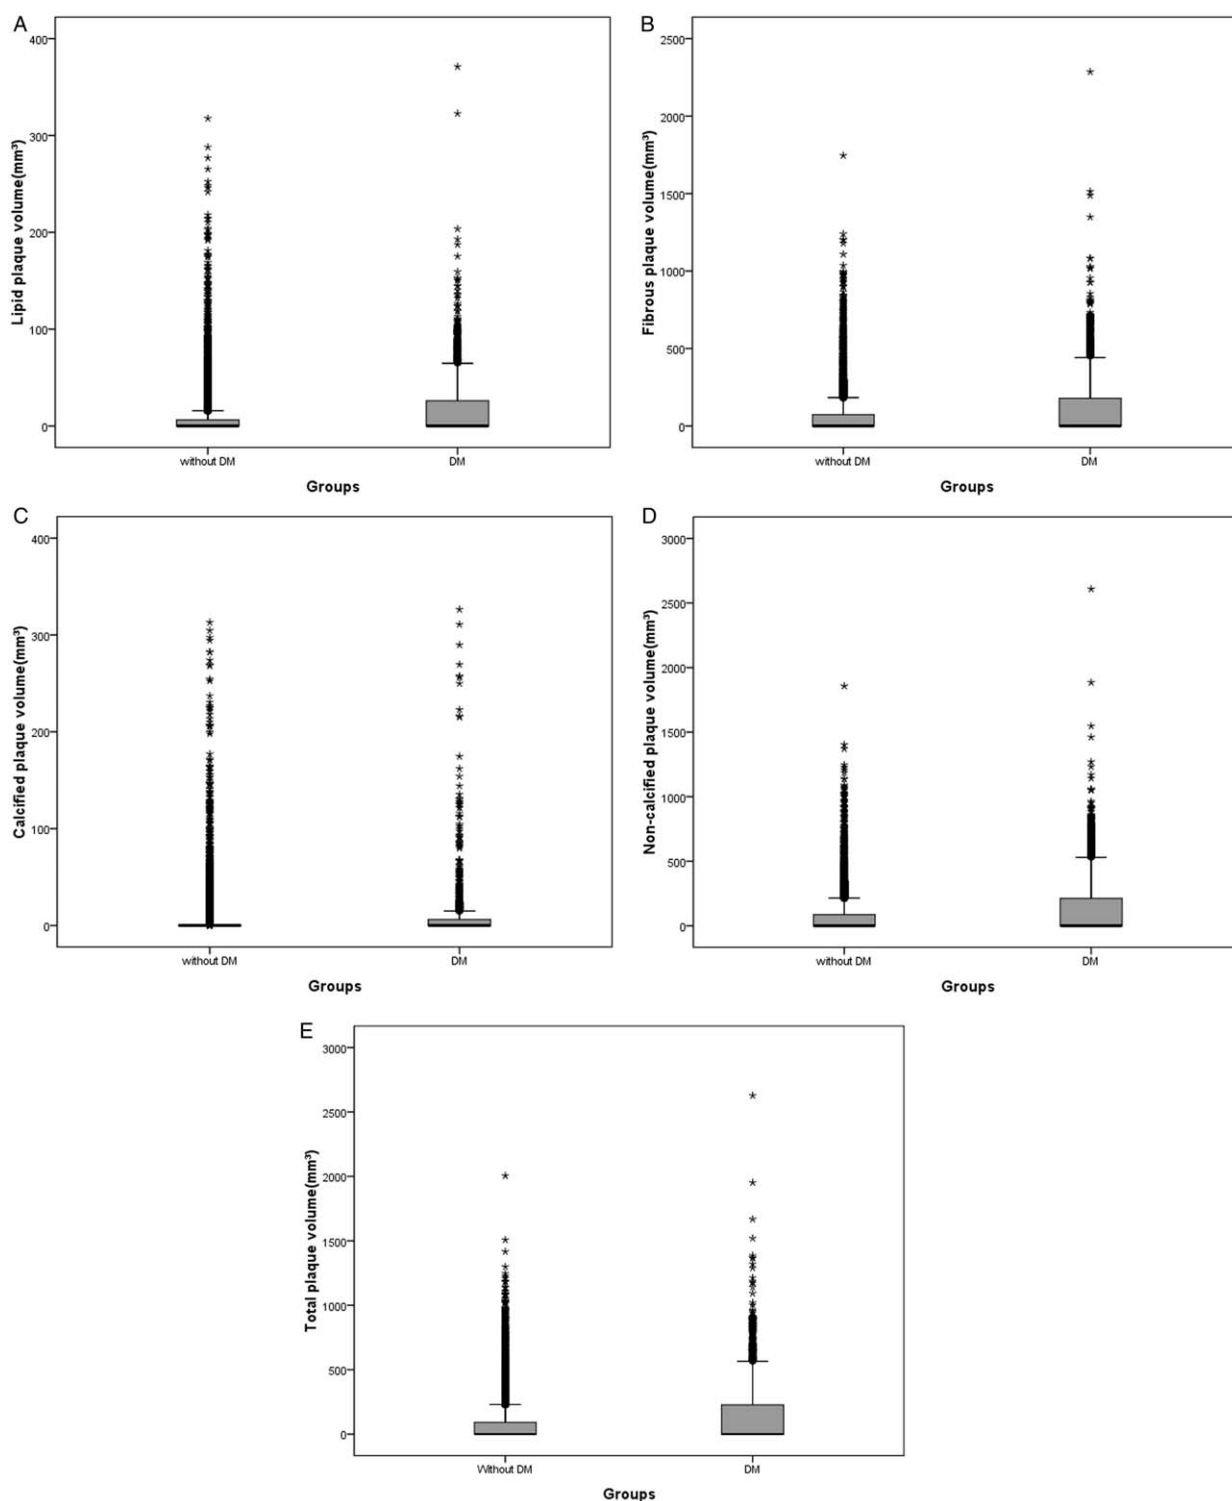 A
400
300
200
100
0
Lipid plaque volume(mm³)
without DM
DM
Groups
B
2500
2000
1500
1000
500
0
Fibrous plaque volume(mm³)
without DM
DM
Groups
C
400
300
200
100
0
Calcified plaque volume(mm³)
without DM
DM
Groups
D
3000
2500
2000
1500
1000
500
0
Non-calcified plaque volume(mm³)
without DM
DM
Groups
E
3000
2500
2000
1500
1000
500
0
Total plaque volume(mm³)
Without DM
DM
Groups